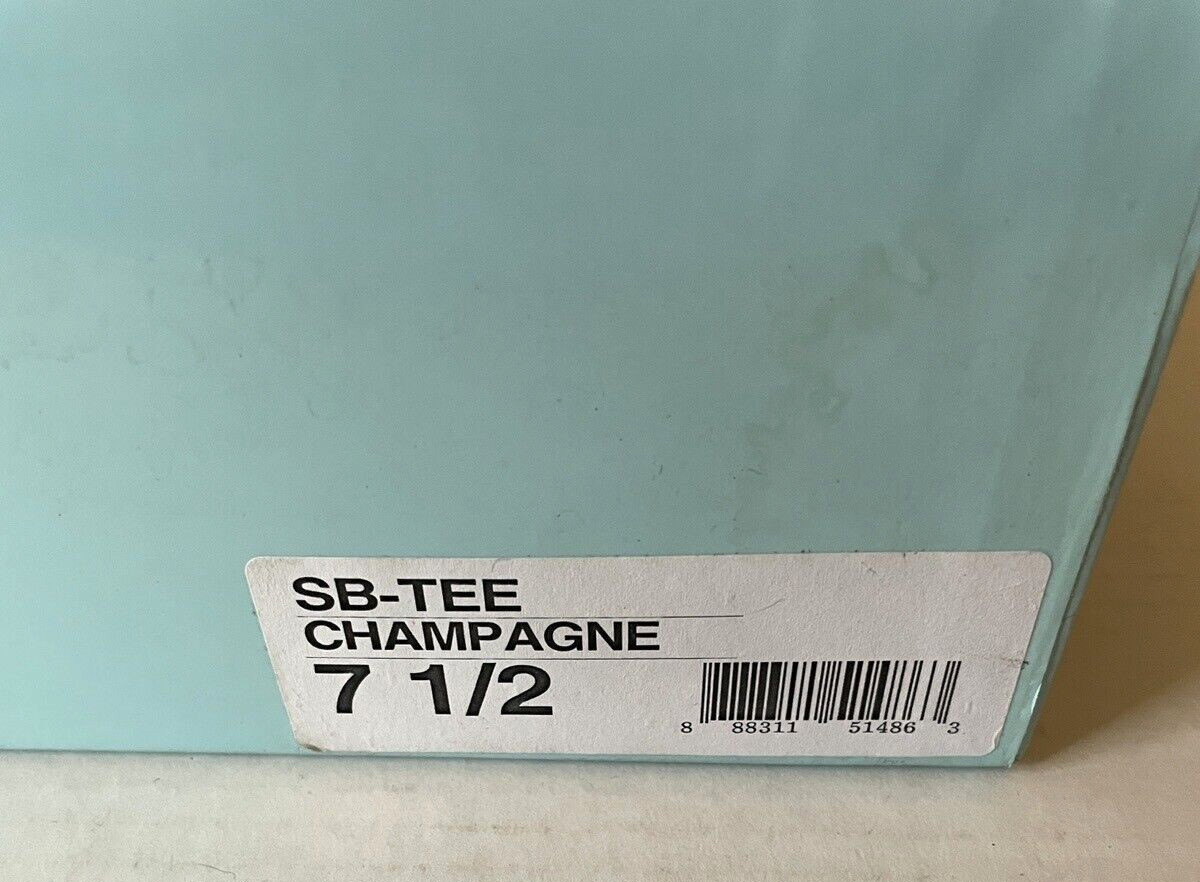 SB-TEE
CHAMPAGNE
7 1/2
8 88311 51486 3